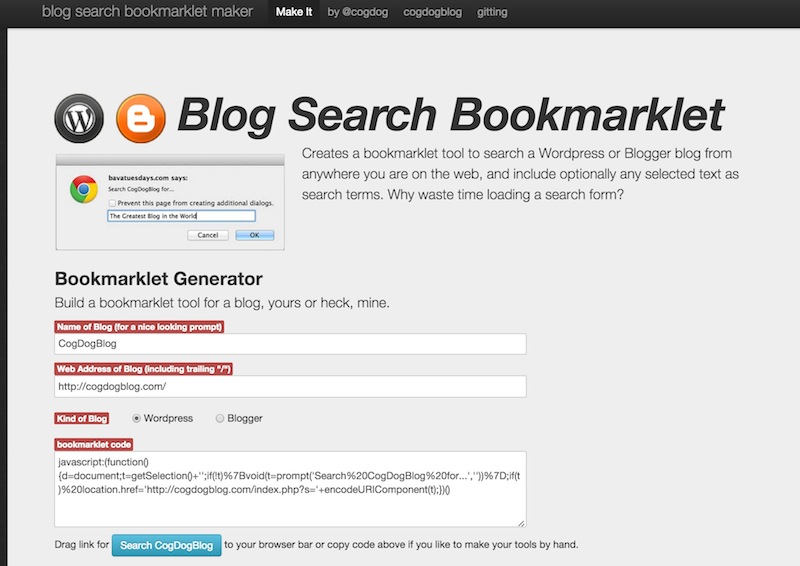 blog search bookmarklet maker Make It by @cogdog cogdogblog gitting
Blog Search Bookmarklet
bavatuesdays.com says:
Search CogDogBlog for...
Prevent this page from creating additional dialogs.
The Greatest Blog in the World
Cancel OK
Creates a bookmarklet tool to search a Wordpress or Blogger blog from
anywhere you are on the web, and include optionally any selected text as
search terms. Why waste time loading a search form?
Bookmarklet Generator
Build a bookmarklet tool for a blog, yours or heck, mine.
Name of Blog (for a nice looking prompt)
CogDogBlog
Web Address of Blog (including trailing "/")
http://cogdogblog.com/
Kind of Blog Wordpress Blogger
bookmarklet code
javascript:(function()
{d=document;t=getSelection()+'';if(!t)%7Bvoid(t=prompt('Search%20CogDogBlog%20for...',''))%7D;if(t
)%20location.href='http://cogdogblog.com/index.php?s='+encodeURIComponent(t);})()
Drag link for Search CogDogBlog to your browser bar or copy code above if you like to make your tools by hand.